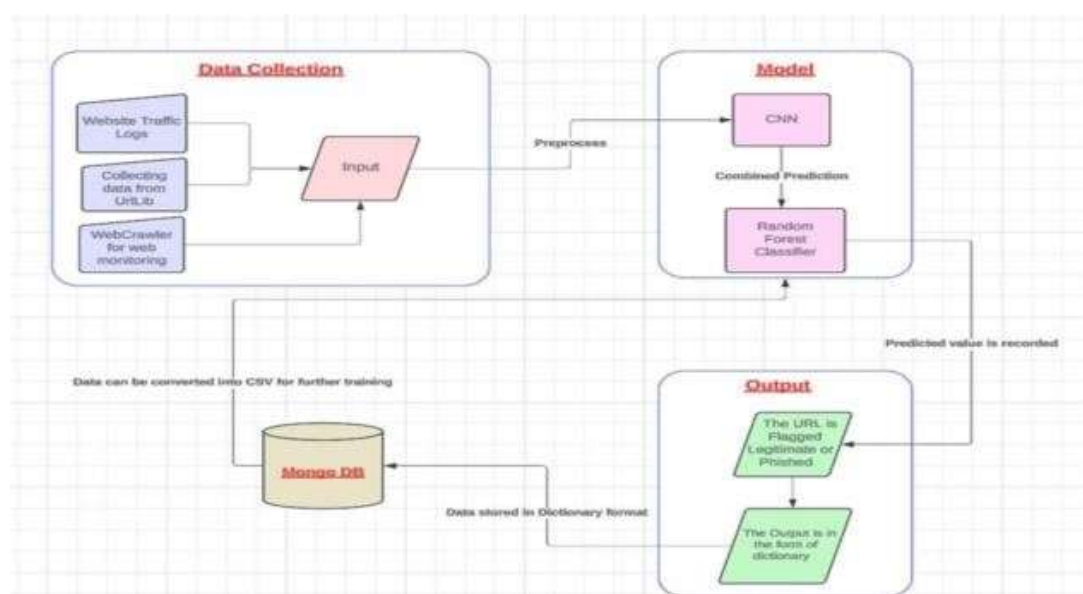 Data Collection
Website Traffic
Logs
Collecting
data from
UrlLib
WebCrawler
for web
monitoring
Input
Preprocess
Model
CNN
Combined Prediction
Random
Forest
Classifier
Predicted value is recorded
Output
The URL is
Flagged
Legitimate or
Phished
The Output is in
the form of
dictionary
Data stored in Dictionary format
Mongo DB
Data can be converted into CSV for further training